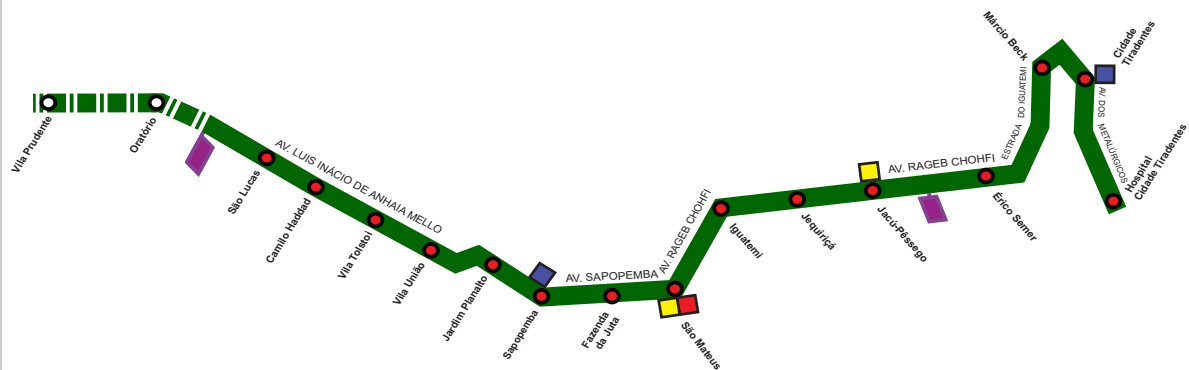 Vila Prudente
Oratório
São Lucas
Camilo Haddad
Vila Tolstoi
Vila União
Jardim Planalto
Sapopemba
Fazenda
da Juta
São Mateus
Iguatemi
Jequiriçá
Jacú-Pêssego
Érico Semer
Márcio Beck
Cidade
Tiradentes
Hospital
Cidade Tiradentes
AV. LUIS INÁCIO DE ANHAIA MELLO
AV. SAPOPEMBA
AV. RAGEB CHOHFI
AV. RAGEB CHOHFI
ESTRADA DO IGUATEMI
AV. DOS METALÚRGICOS